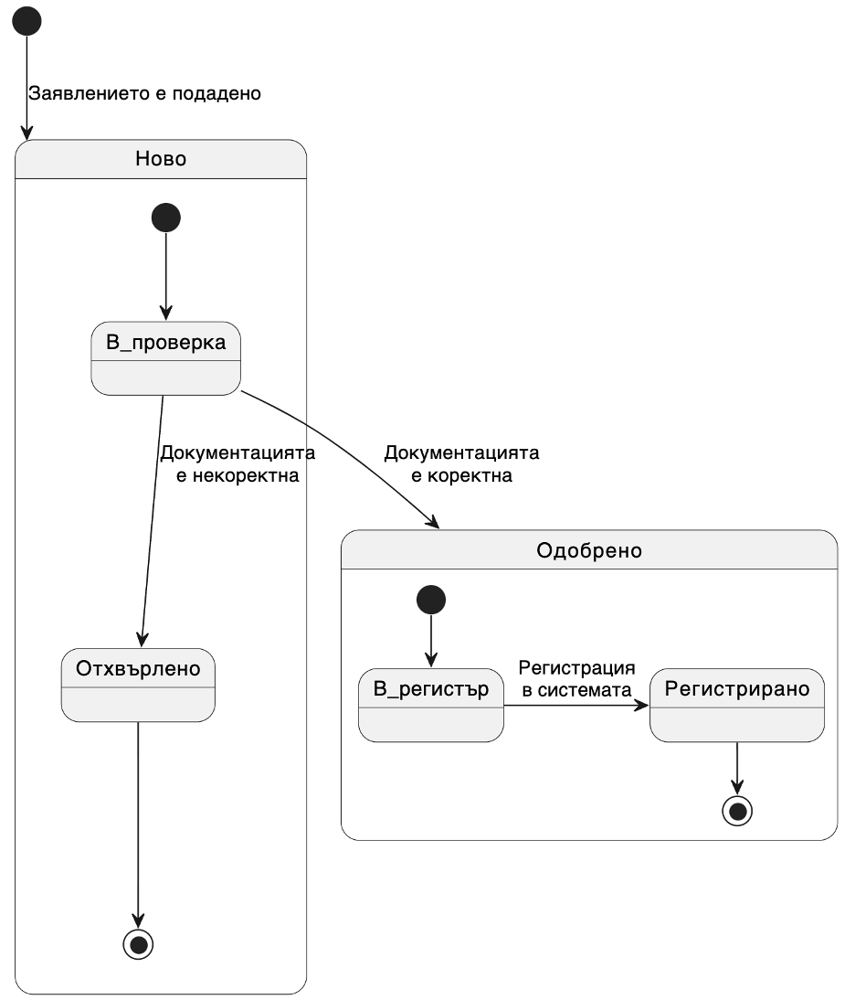 Заявлението е подадено
Ново
В_проверка
Документацията
е некоректна
Документацията
е коректна
Одобрено
Отхвърлено
В_регистър
Регистрация
в системата
Регистрирано